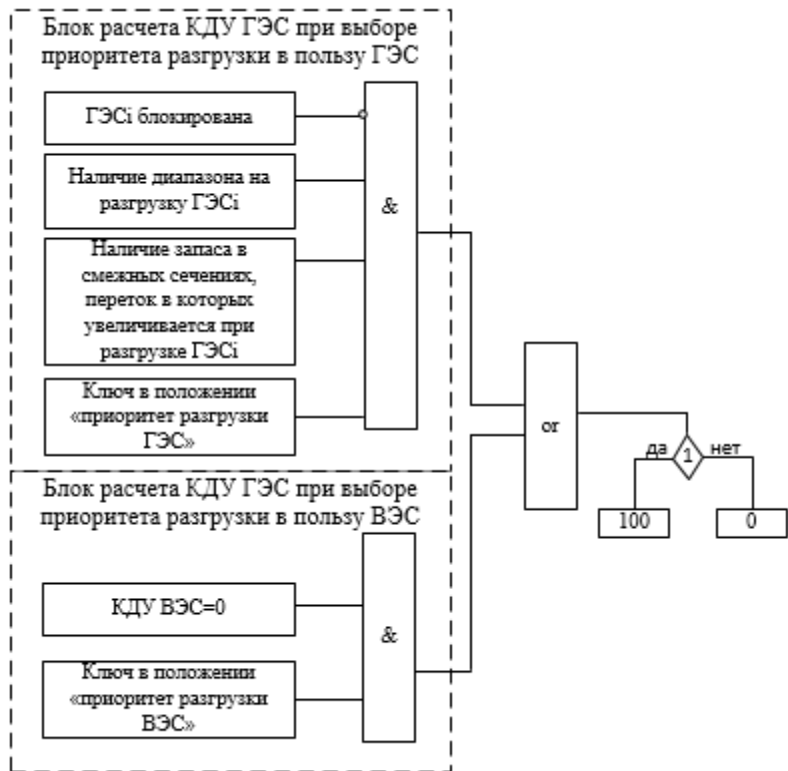 Блок расчета КДУ ГЭС при выборе
приоритета разгрузки в пользу ГЭС
ГЭСi блокирована
Наличие диапазона на
разгрузку ГЭСi
Наличие запаса в
смежных сечениях,
переток в которых
увеличивается при
разгрузке ГЭСi
Ключ в положении
«приоритет разгрузки
ГЭС»
&
Блок расчета КДУ ГЭС при выборе
приоритета разгрузки в пользу ВЭС
КДУ ВЭС=0
Ключ в положении
«приоритет разгрузки
ВЭС»
&
or
да
1
нет
100
0